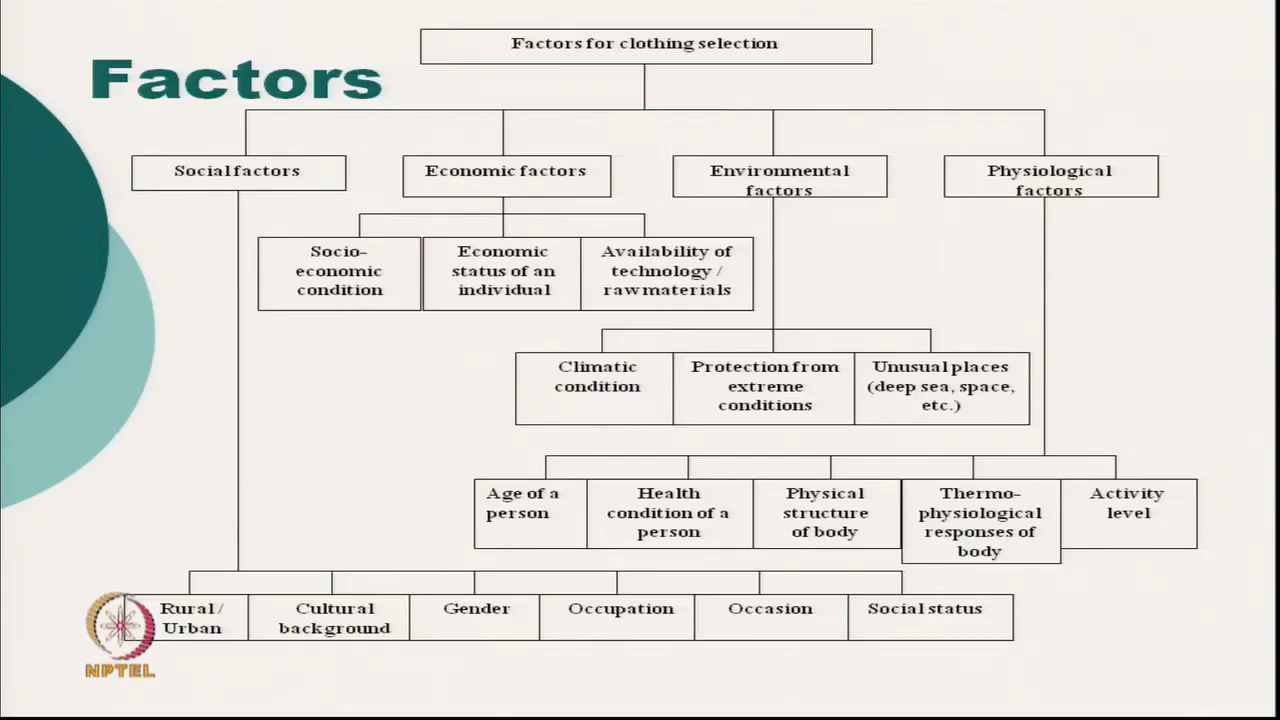 Factors for clothing selection
Factors
Social factors
Economic factors
Environmental
factors
Physiological
factors
Socio-
economic
condition
Economic
status of an
individual
Availability of
technology /
raw materials
Climatic
condition
Protection from
extreme
conditions
Unusual places
(deep sea, space,
etc.)
Age of a
person
Health
condition of a
person
Physical
structure
of body
Thermo-
physiological
responses of
body
Activity
level
Rural /
Urban
Cultural
background
Gender
Occupation
Occasion
Social status
NPTEL